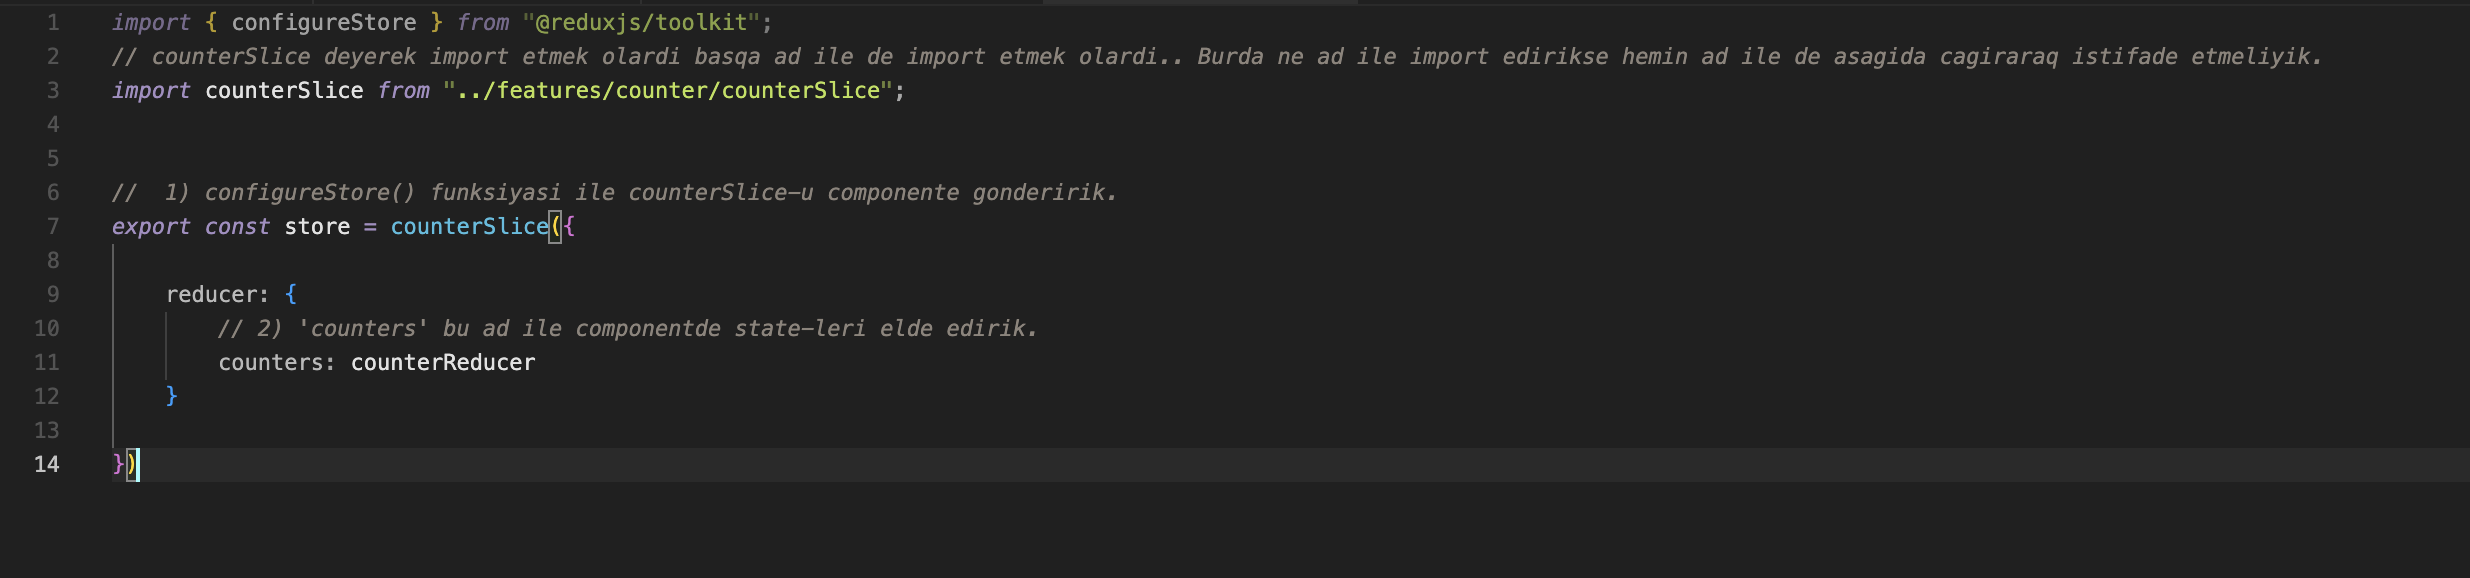 1 import { configureStore } from "@reduxjs/toolkit";
2 // counterSlice deyerek import etmek olardi basqa ad ile de import etmek olardi.. Burda ne ad ile import edirikse hemin ad ile de asagida cagiraraq istifade etmeliyik.
3 import counterSlice from "../features/counter/counterSlice";
4
5
6 //  1) configureStore() funksiyasi ile counterSlice-u componente gonderirik.
7 export const store = counterSlice({
8
9     reducer: {
10         // 2) 'counters' bu ad ile componentde state-leri elde edirik.
11         counters: counterReducer
12     }
13
14 })